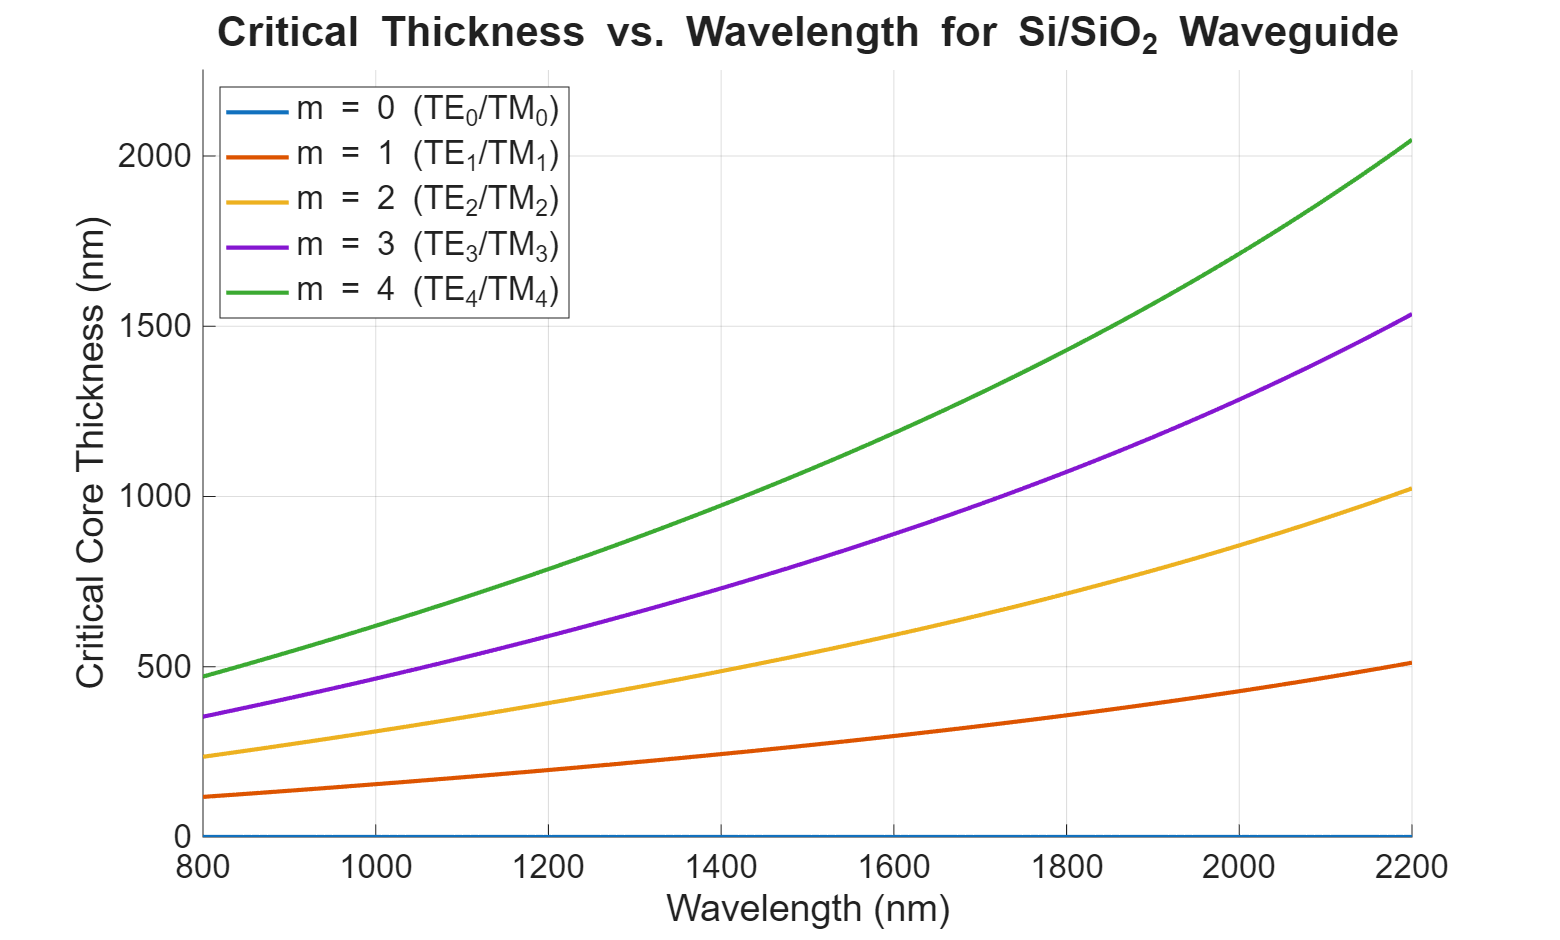 Critical Thickness vs. Wavelength for Si/SiO₂ Waveguide
m = 0 (TE₀/TM₀)
m = 1 (TE₁/TM₁)
m = 2 (TE₂/TM₂)
m = 3 (TE₃/TM₃)
m = 4 (TE₄/TM₄)
Critical Core Thickness (nm)
2000
1500
1000
500
0
800 1000 1200 1400 1600 1800 2000 2200
Wavelength (nm)